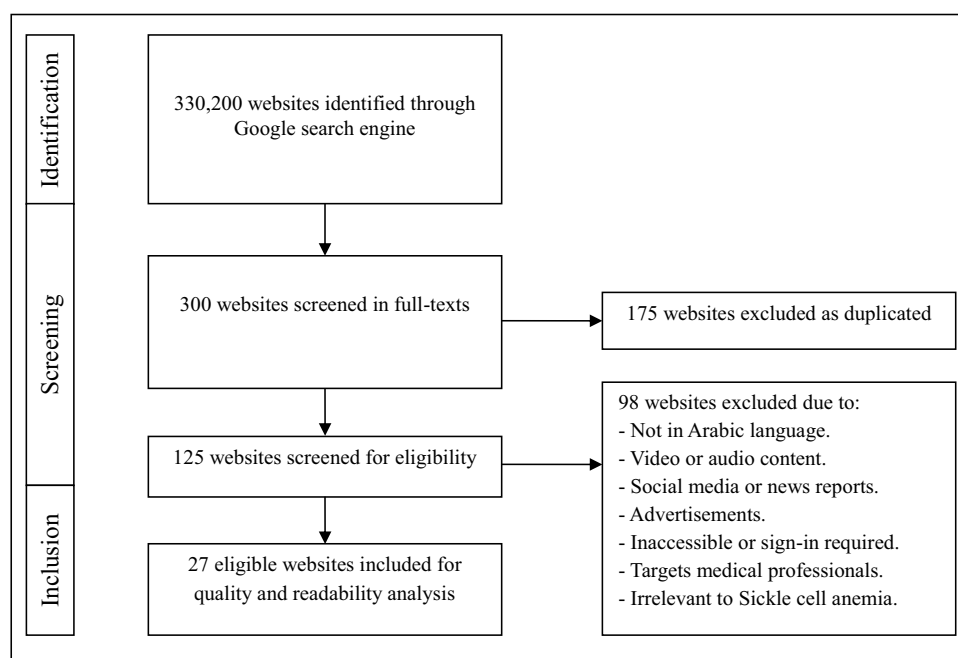 Identification
330,200 websites identified through
Google search engine
Screening
300 websites screened in full-texts
175 websites excluded as duplicated
125 websites screened for eligibility
98 websites excluded due to:
- Not in Arabic language.
- Video or audio content.
- Social media or news reports.
- Advertisements.
- Inaccessible or sign-in required.
- Targets medical professionals.
- Irrelevant to Sickle cell anemia.
Inclusion
27 eligible websites included for
quality and readability analysis